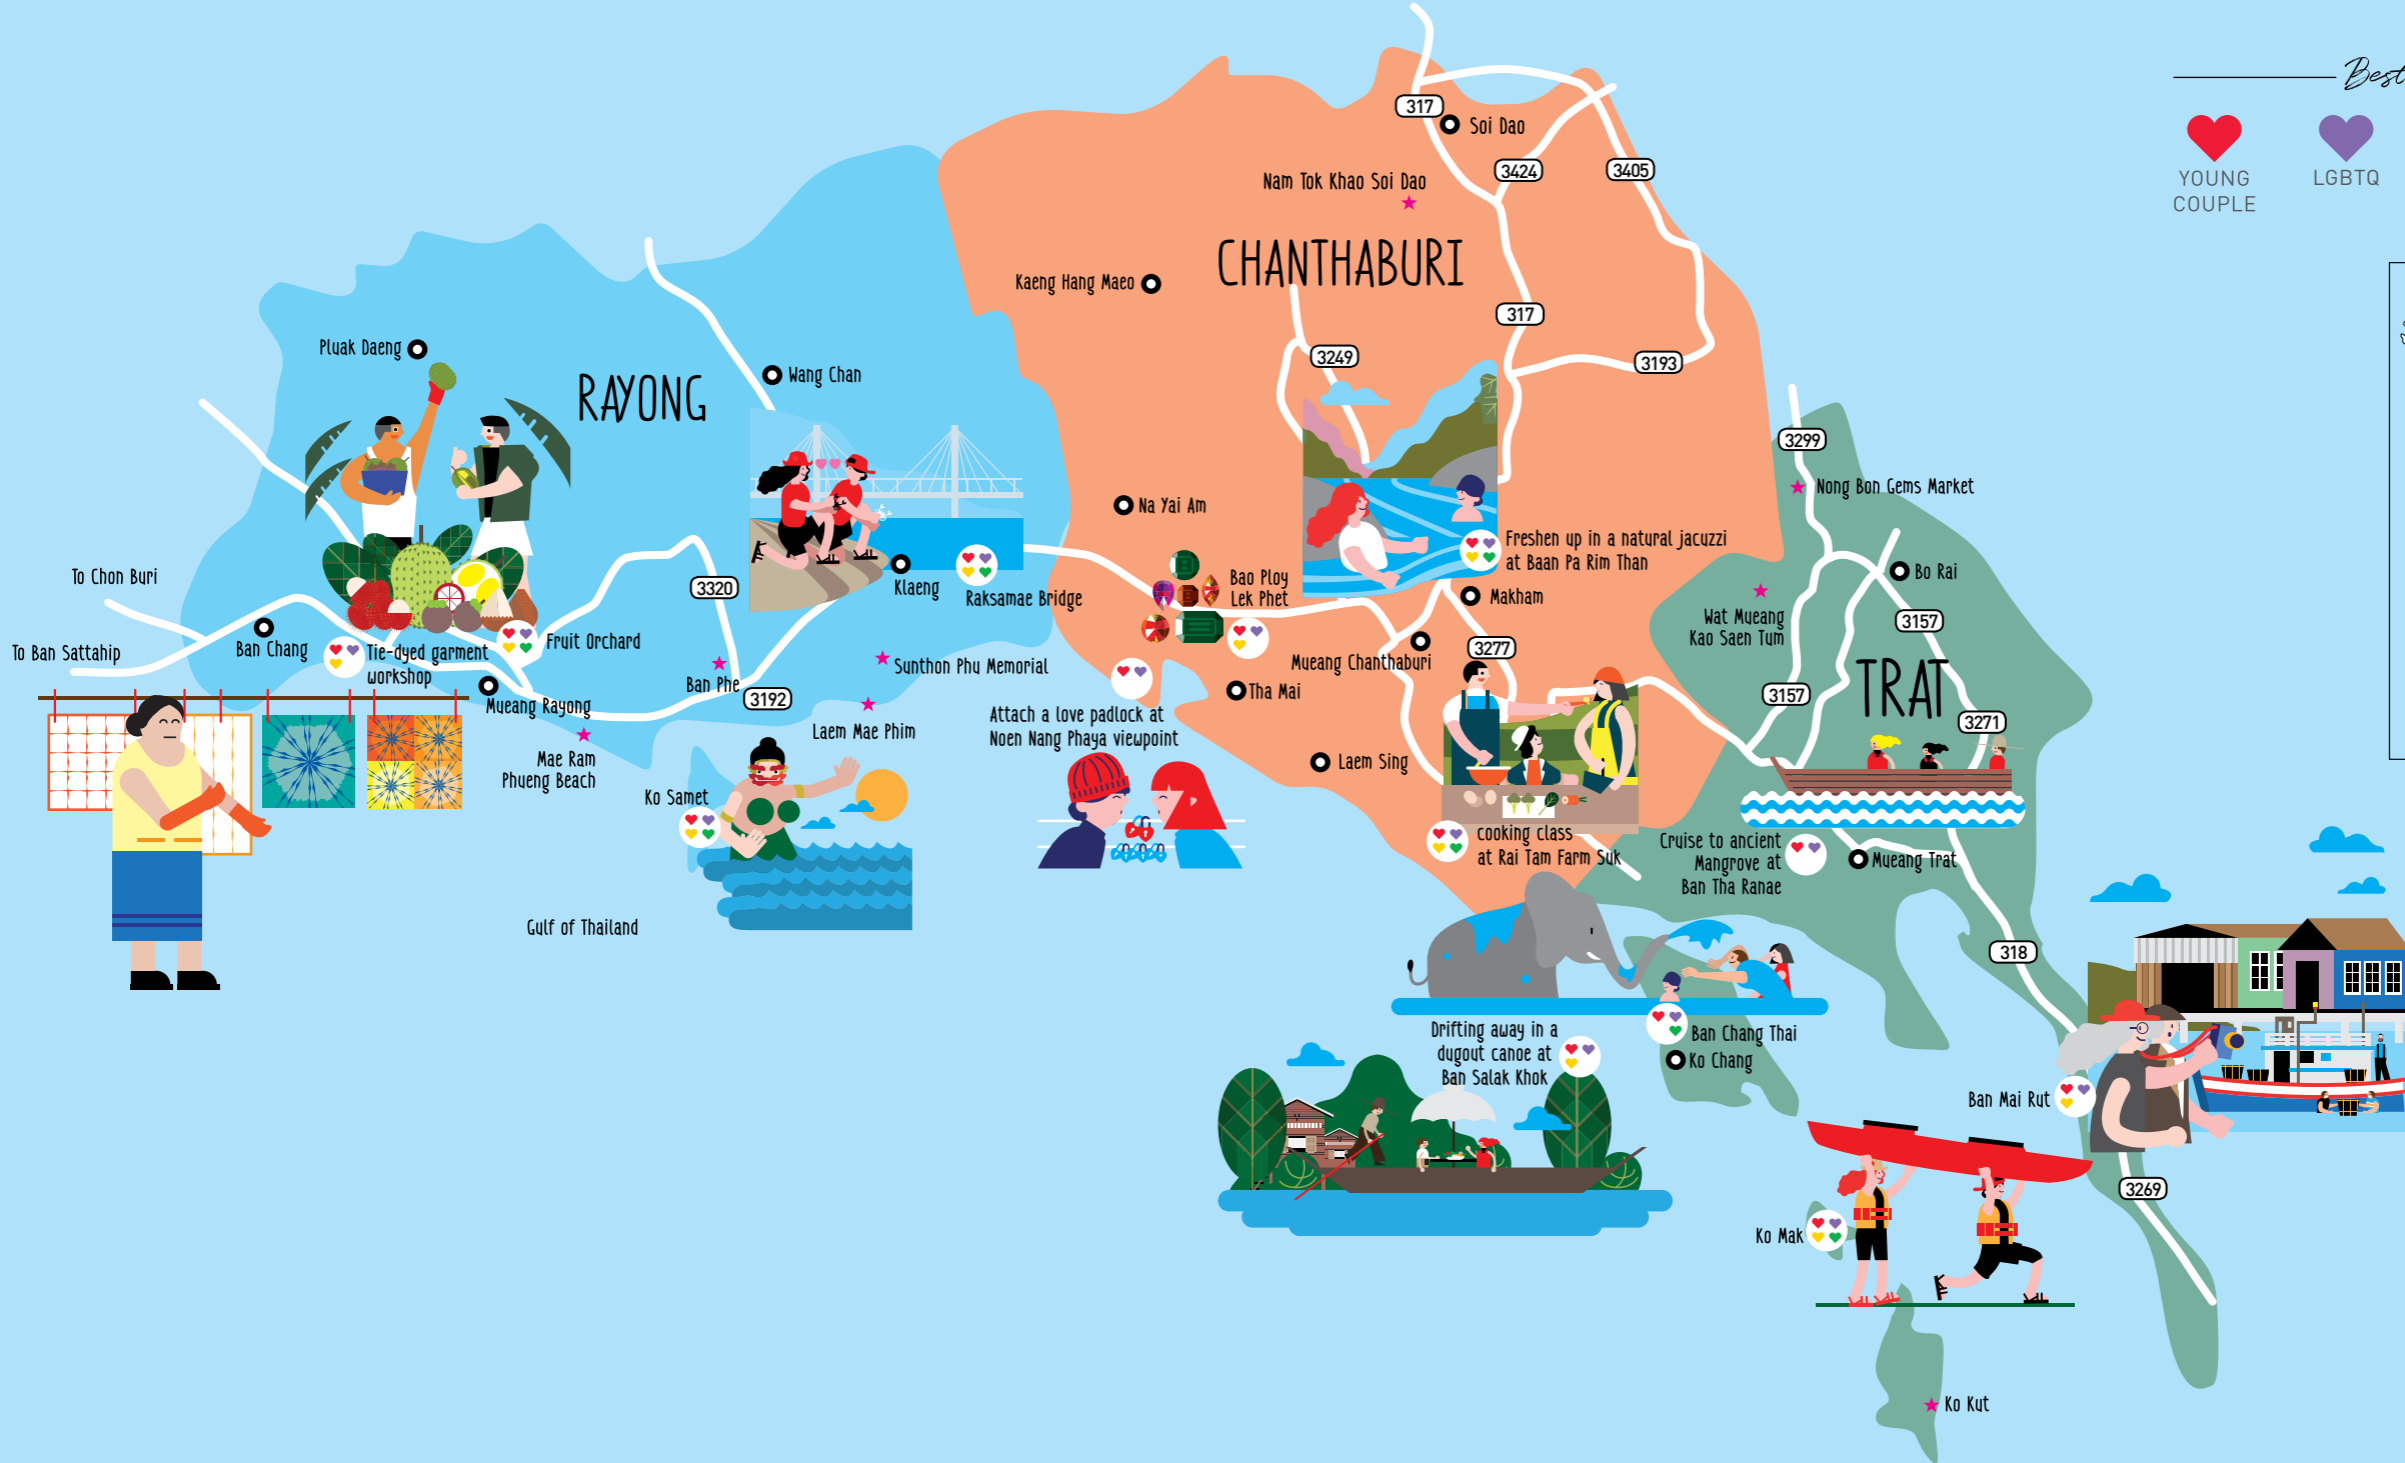 Best
YOUNG
COUPLE
LGBTQ
317
Soi Dao
3424
3405
Nam Tok Khao Soi Dao
CHANTHABURI
Kaeng Hang Maeo
317
3249
3193
Pluak Daeng
RAYONG
Wang Chan
3299
Nong Bon Gems Market
Na Yai Am
Freshen up in a natural jacuzzi
at Baan Pa Rim Than
To Chon Buri
3320
Klaeng
Raksamae Bridge
Bao Ploy
Lek Phet
Makham
Bo Rai
Wat Mueang
Kao Saen Tum
3157
To Ban Sattahip
Ban Chang
Tie-dyed garment
workshop
Fruit Orchard
Mueang Rayong
Ban Phe
3192
Sunthon Phu Memorial
Laem Mae Phim
Mueang Chanthaburi
3277
Tha Mai
TRAT
3157
3271
Attach a love padlock at
Noen Nang Phaya viewpoint
Mae Ram
Phueng Beach
Laem Sing
Ko Samet
cooking class
at Rai Tam Farm Suk
Cruise to ancient
Mangrove at
Ban Tha Ranae
Mueang Trat
Gulf of Thailand
318
Drifting away in a
dugout canoe at
Ban Salak Khok
Ban Chang Thai
Ko Chang
Ban Mai Rut
3269
Ko Mak
Ko Kut